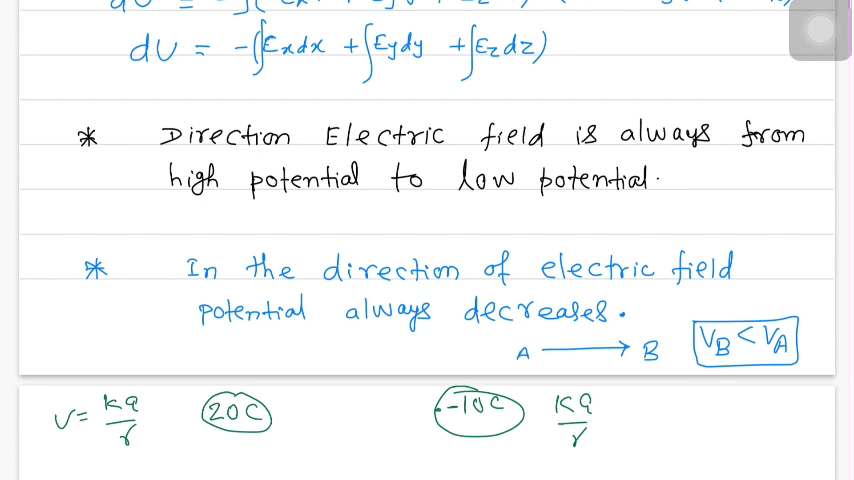 dU = -(∫Exdx + ∫Eydy + ∫Ezdz)
* Direction Electric field is always from
high potential to low potential.
* In the direction of electric field
potential always decreases.
A ⟶ B VB < VA
V = kq/r 20C -10C Kq/r